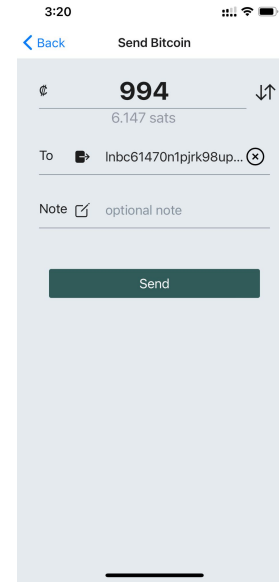 3:20
Back
Send Bitcoin
₡ 994
6.147 sats
To lnbc61470n1pjrk98up...
Note optional note
Send